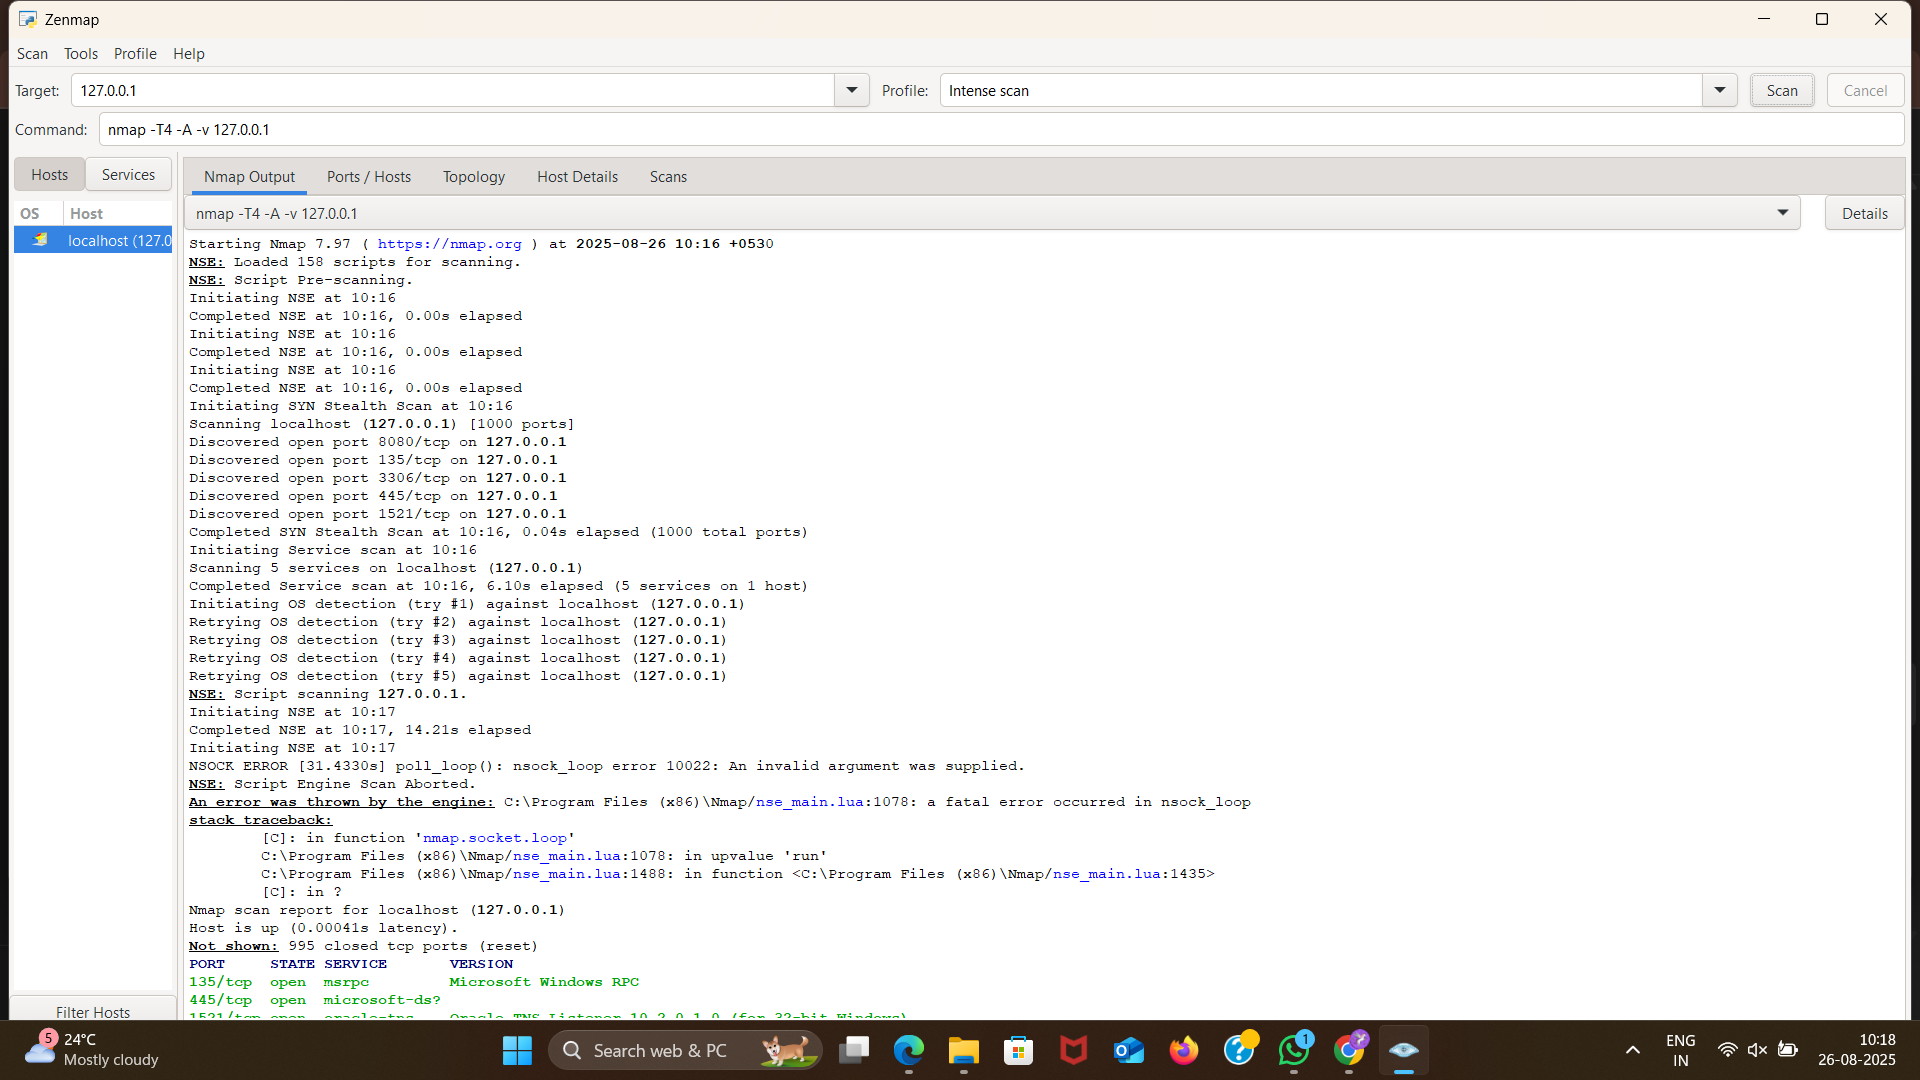 Zenmap
Scan Tools Profile Help
Target: 127.0.0.1 Profile: Intense scan Scan Cancel
Command: nmap -T4 -A -v 127.0.0.1
Hosts Services
Nmap Output Ports / Hosts Topology Host Details Scans
OS Host
nmap -T4 -A -v 127.0.0.1 Details
localhost (127.0
Starting Nmap 7.97 ( https://nmap.org ) at 2025-08-26 10:16 +0530
NSE: Loaded 158 scripts for scanning.
NSE: Script Pre-scanning.
Initiating NSE at 10:16
Completed NSE at 10:16, 0.00s elapsed
Initiating NSE at 10:16
Completed NSE at 10:16, 0.00s elapsed
Initiating NSE at 10:16
Completed NSE at 10:16, 0.00s elapsed
Initiating SYN Stealth Scan at 10:16
Scanning localhost (127.0.0.1) [1000 ports]
Discovered open port 8080/tcp on 127.0.0.1
Discovered open port 135/tcp on 127.0.0.1
Discovered open port 3306/tcp on 127.0.0.1
Discovered open port 445/tcp on 127.0.0.1
Discovered open port 1521/tcp on 127.0.0.1
Completed SYN Stealth Scan at 10:16, 0.04s elapsed (1000 total ports)
Initiating Service scan at 10:16
Scanning 5 services on localhost (127.0.0.1)
Completed Service scan at 10:16, 6.10s elapsed (5 services on 1 host)
Initiating OS detection (try #1) against localhost (127.0.0.1)
Retrying OS detection (try #2) against localhost (127.0.0.1)
Retrying OS detection (try #3) against localhost (127.0.0.1)
Retrying OS detection (try #4) against localhost (127.0.0.1)
Retrying OS detection (try #5) against localhost (127.0.0.1)
NSE: Script scanning 127.0.0.1.
Initiating NSE at 10:17
Completed NSE at 10:17, 14.21s elapsed
Initiating NSE at 10:17
NSOCK ERROR [31.4330s] poll_loop(): nsock_loop error 10022: An invalid argument was supplied.
NSE: Script Engine Scan Aborted.
An error was thrown by the engine: C:\Program Files (x86)\Nmap/nse_main.lua:1078: a fatal error occurred in nsock_loop
stack traceback:
[C]: in function 'nmap.socket.loop'
C:\Program Files (x86)\Nmap/nse_main.lua:1078: in upvalue 'run'
C:\Program Files (x86)\Nmap/nse_main.lua:1488: in function <C:\Program Files (x86)\Nmap/nse_main.lua:1435>
[C]: in ?
Nmap scan report for localhost (127.0.0.1)
Host is up (0.00041s latency).
Not shown: 995 closed tcp ports (reset)
PORT STATE SERVICE VERSION
135/tcp open msrpc Microsoft Windows RPC
445/tcp open microsoft-ds?
1521/tcp open oracle-tns Oracle TNS Listener 10.2.0.1.0 (for 32-bit Windows)
Filter Hosts
5 24°C
Mostly cloudy
Search web & PC
1
ENG
IN
10:18
26-08-2025